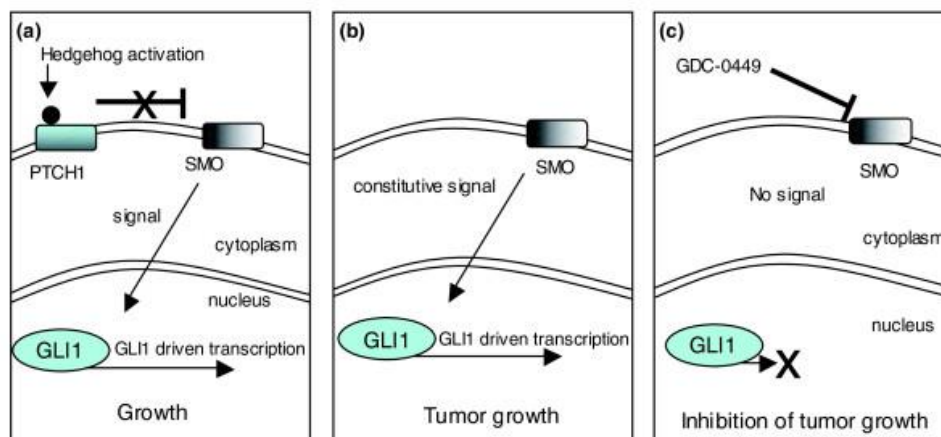 (a)
Hedgehog activation
X
PTCH1
SMO
signal
cytoplasm
nucleus
GLI1
GLI1 driven transcription
Growth
(b)
SMO
constitutive signal
GLI1
GLI1 driven transcription
Tumor growth
(c)
GDC-0449
SMO
No signal
cytoplasm
nucleus
GLI1
X
Inhibition of tumor growth